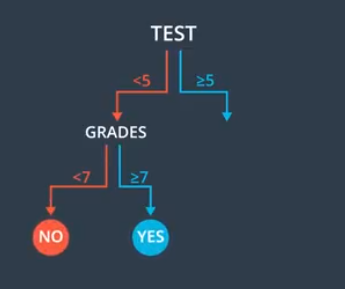 TEST
<5 ≥5
GRADES
<7 ≥7
NO YES